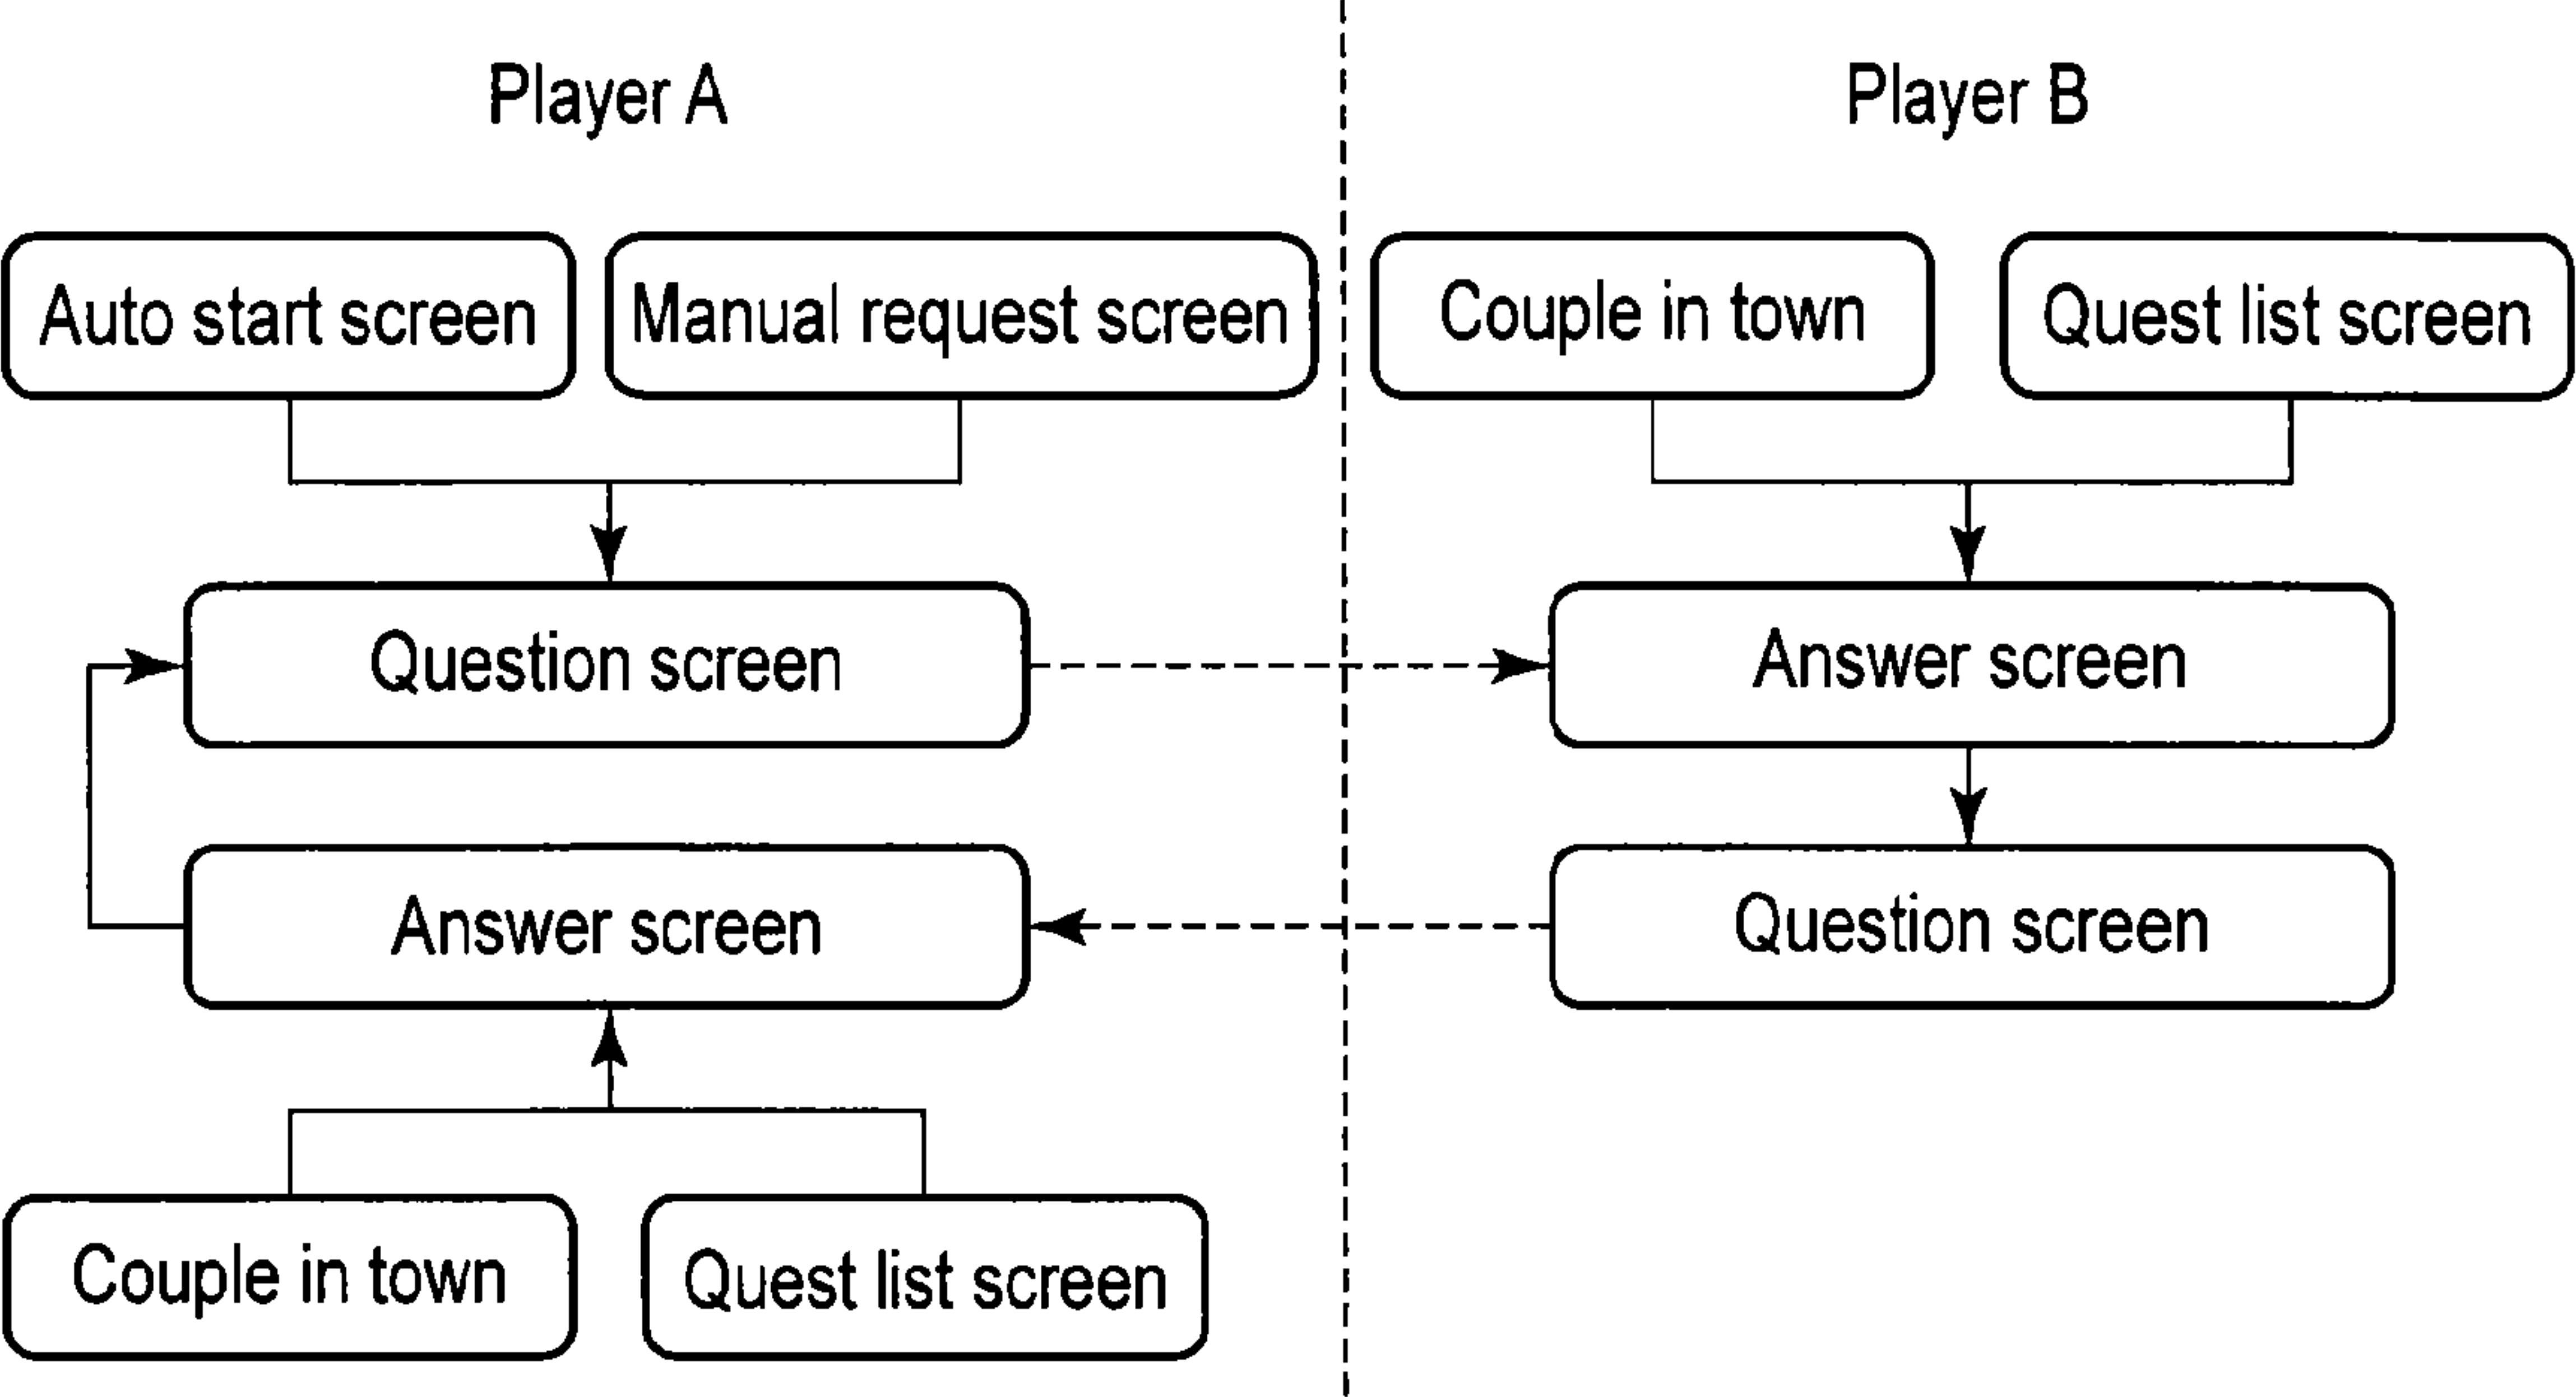 Player A
Player B
Auto start screen
Manual request screen
Couple in town
Quest list screen
Question screen
Answer screen
Answer screen
Question screen
Couple in town
Quest list screen